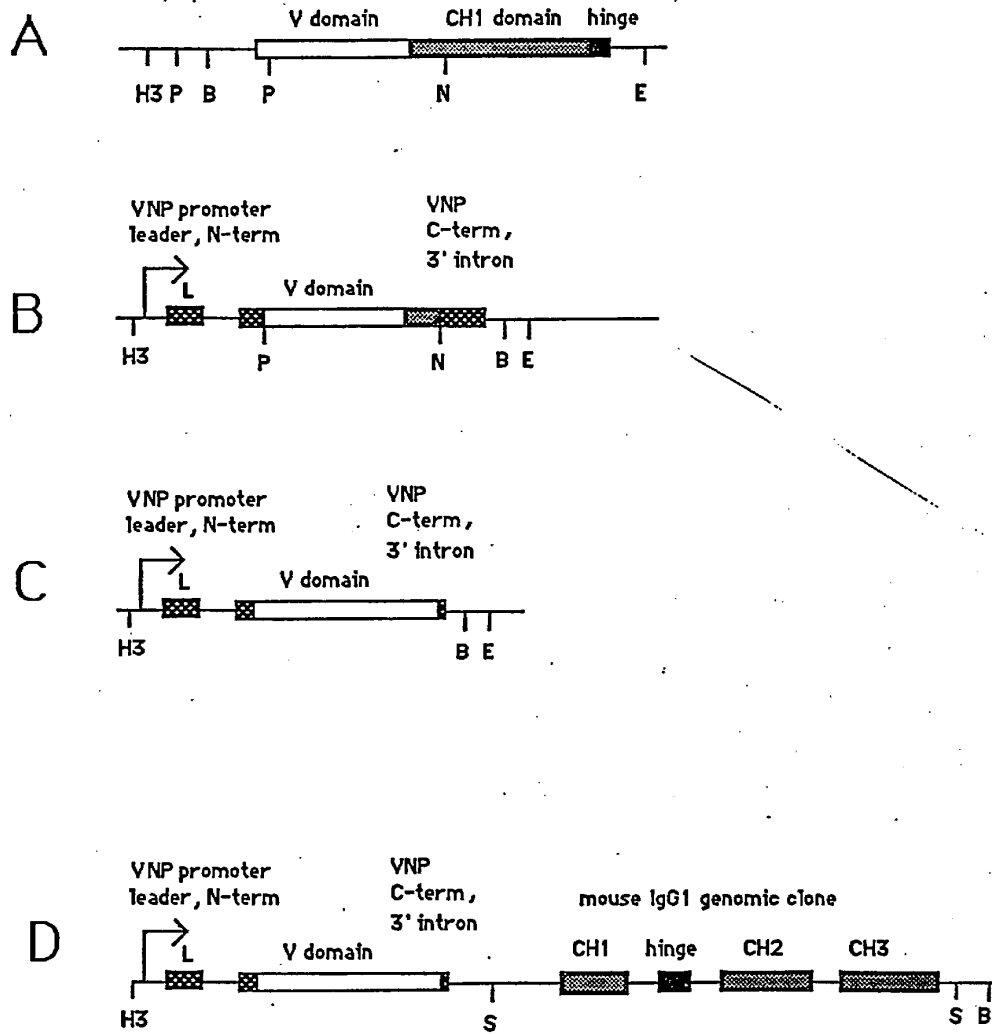 A
V domain CH1 domain hinge
H3 P B P N E
VNP promoter
leader, N-term
VNP
C-term,
3' intron
B
L
V domain
H3 P N B E
VNP promoter
leader, N-term
VNP
C-term,
3' intron
C
L
V domain
H3 B E
VNP promoter
leader, N-term
VNP
C-term,
3' intron
mouse IgG1 genomic clone
D
L
V domain
CH1 hinge CH2 CH3
H3 S S B